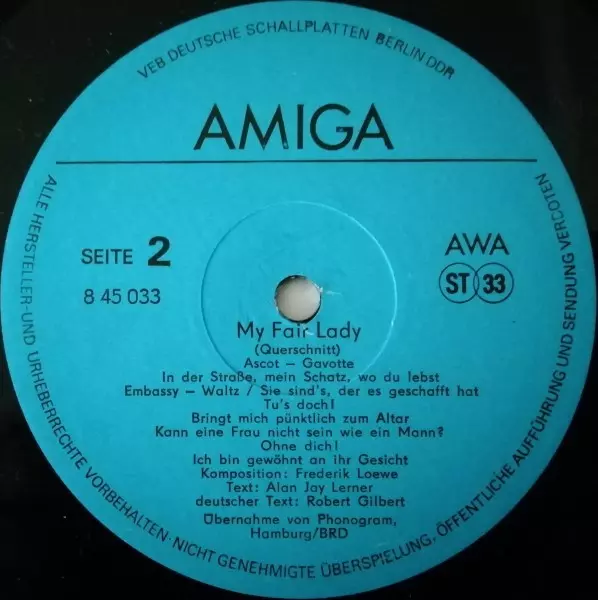 VEB DEUTSCHE SCHALLPLATTEN BERLIN DDR
AMIGA
SEITE 2
8 45 033
AWA
ST 33
My Fair Lady
(Querschnitt)
Ascot – Gavotte
In der Straße, mein Schatz, wo du lebst
Embassy – Waltz / Sie sind's, der es geschafft hat
Tu's doch!
Bringt mich pünktlich zum Altar
Kann eine Frau nicht sein wie ein Mann?
Ohne dich!
Ich bin gewöhnt an ihr Gesicht
Komposition: Frederik Loewe
Text: Alan Jay Lerner
deutscher Text: Robert Gilbert
Übernahme von Phonogram,
Hamburg/BRD
ALLE HERSTELLER- UND URHEBERRECHTE VORBEHALTEN · NICHT GENEHMIGTE ÜBERSPIELUNG, ÖFFENTLICHE AUFFÜHRUNG UND SENDUNG VERBOTEN